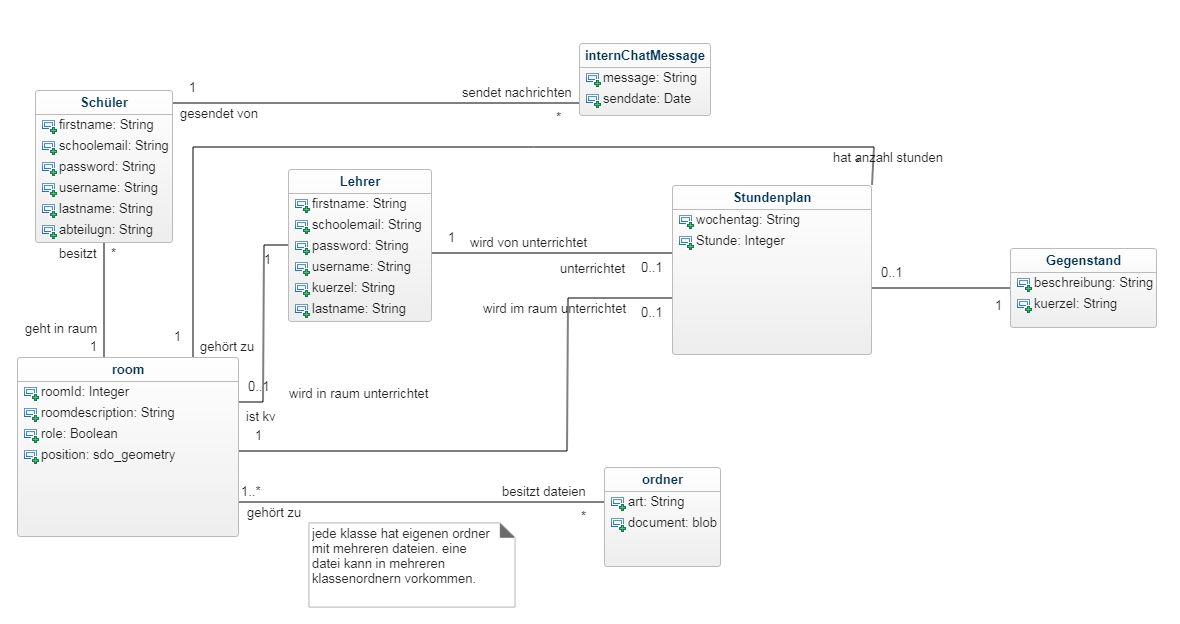 internChatMessage
message: String
senddate: Date
1
sendet nachrichten
gesendet von
*
Schüler
firstname: String
schoolemail: String
password: String
username: String
lastname: String
abteilugn: String
besitzt
*
geht in raum
1
hat anzahl stunden
*
1
gehört zu
Lehrer
firstname: String
schoolemail: String
password: String
username: String
kuerzel: String
lastname: String
1
1
wird von unterrichtet
unterrichtet
0..1
wird im raum unterrichtet
0..1
Stundenplan
wochentag: String
Stunde: Integer
0..1
1
Gegenstand
beschreibung: String
kuerzel: String
room
roomId: Integer
roomdescription: String
role: Boolean
position: sdo_geometry
0..1
wird in raum unterrichtet
ist kv
1
1..*
besitzt dateien
gehört zu
*
ordner
art: String
document: blob
jede klasse hat eigenen ordner
mit mehreren dateien. eine
datei kann in mehreren
klassenordnern vorkommen.